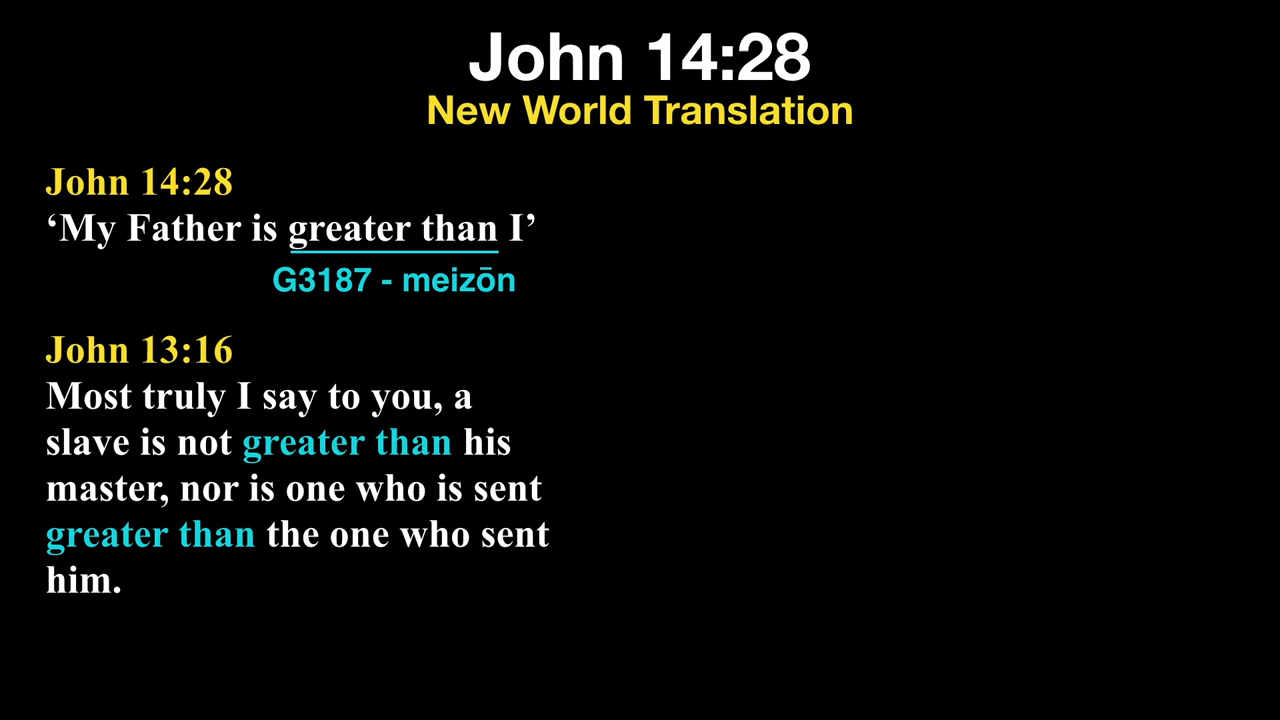 John 14:28
New World Translation
John 14:28
‘My Father is greater than I’
G3187 - meizōn
John 13:16
Most truly I say to you, a
slave is not greater than his
master, nor is one who is sent
greater than the one who sent
him.